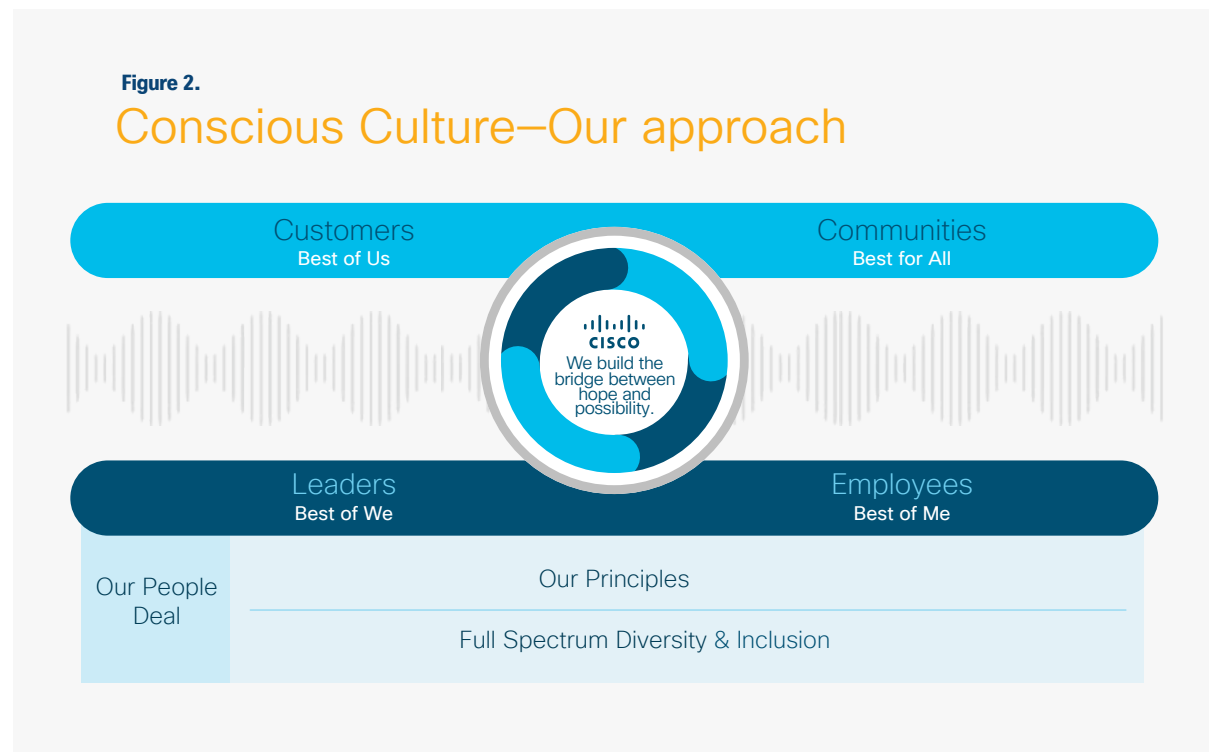 Figure 2.
Conscious Culture—Our approach
Customers
Best of Us
Communities
Best for All
CISCO
We build the
bridge between
hope and
possibility.
Leaders
Best of We
Employees
Best of Me
Our People
Deal
Our Principles
Full Spectrum Diversity & Inclusion